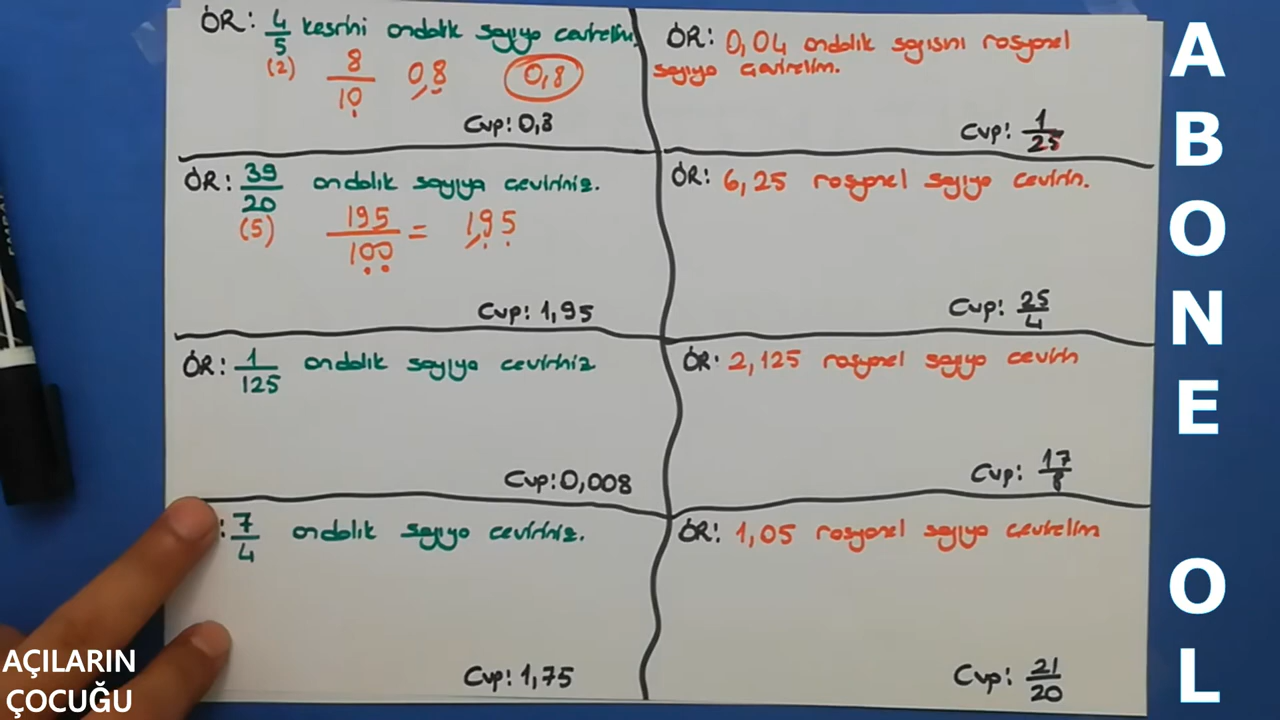 ÖR: 4/5 kesrini ondalık sayıya çevirelim.
(2) 8/10 0,8 0,8
Cvp: 0,8
ÖR: 39/20 ondalık sayıya çeviriniz.
(5) 195/100 = 1,95
Cvp: 1,95
ÖR: 1/125 ondalık sayıya çeviriniz
Cvp: 0,008
: 7/4 ondalık sayıya çeviriniz.
Cvp: 1,75
ÖR: 0,04 ondalık sayısını rasyonel
sayıya çevirelim.
Cvp: 1/25
ÖR: 6,25 rasyonel sayıya çevirin.
Cvp: 25/4
ÖR: 2,125 rasyonel sayıya çevirin
Cvp: 17/8
ÖR: 1,05 rasyonel sayıya çevirelim
Cvp: 21/20
ABONE OL
AÇILARIN
ÇOCUĞU